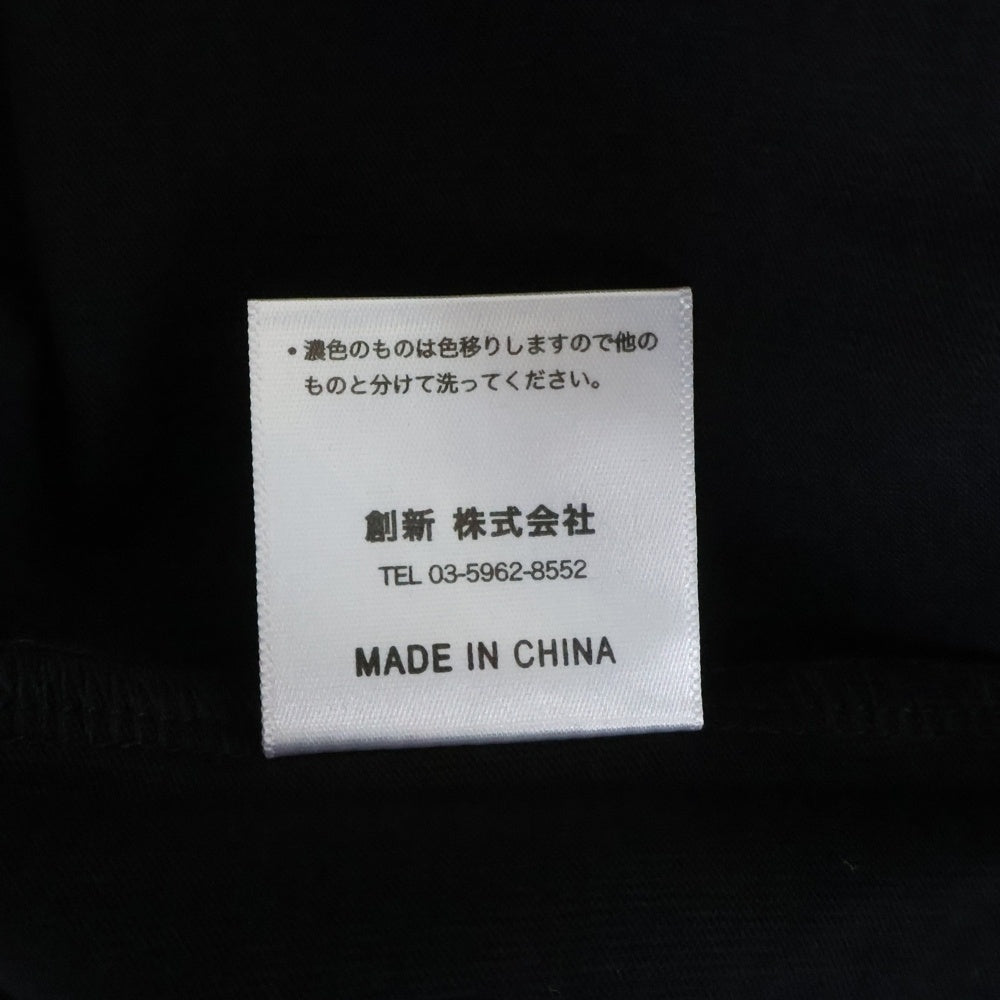 ・濃色のものは色移りしますので他の
ものと分けて洗ってください。
創新 株式会社
TEL 03-5962-8552
MADE IN CHINA